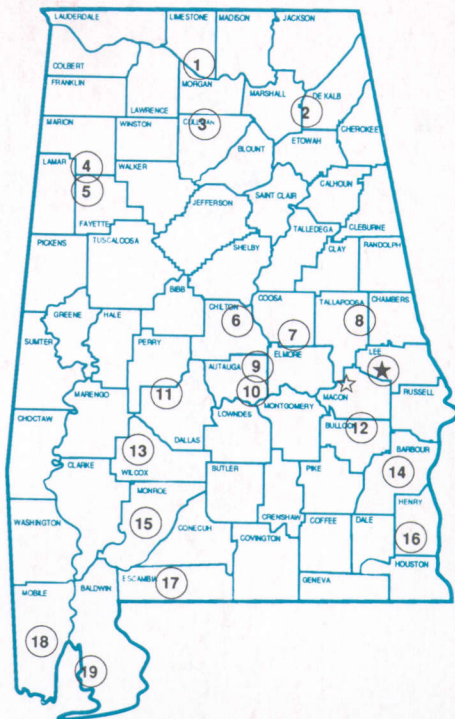 LAUDERDALE
LIMESTONE
MADISON
JACKSON
COLBERT
1
MORGAN
FRANKLIN
LAWRENCE
MARSHALL
2
DE KALB
MARION
WINSTON
3
CULLMAN
CHEROKEE
ETOWAH
LAMAR
4
WALKER
BLOUNT
5
CALHOUN
JEFFERSON
SAINT CLAIR
FAYETTE
TALLEDEGA
CLEBURNE
PICKENS
TUSCALOOSA
SHELBY
CLAY
RANDOLPH
BIBB
GREENE
HALE
CHILTON
6
COOSA
TALLAPOOSA
CHAMBERS
7
8
SUMTER
PERRY
ELMORE
LEE
AUTAUGA
9
MARENGO
11
10
MACON
RUSSELL
CHOCTAW
LOWNDES
MONTGOMERY
BULLOCK
12
DALLAS
13
BARBOUR
CLARKE
WILCOX
BUTLER
PIKE
14
MONROE
HENRY
WASHINGTON
15
CONECUH
CRENSHAW
COFFEE
DALE
16
COVINGTON
HOUSTON
ESCAMBIA
17
GENEVA
MOBILE
BALDWIN
18
19